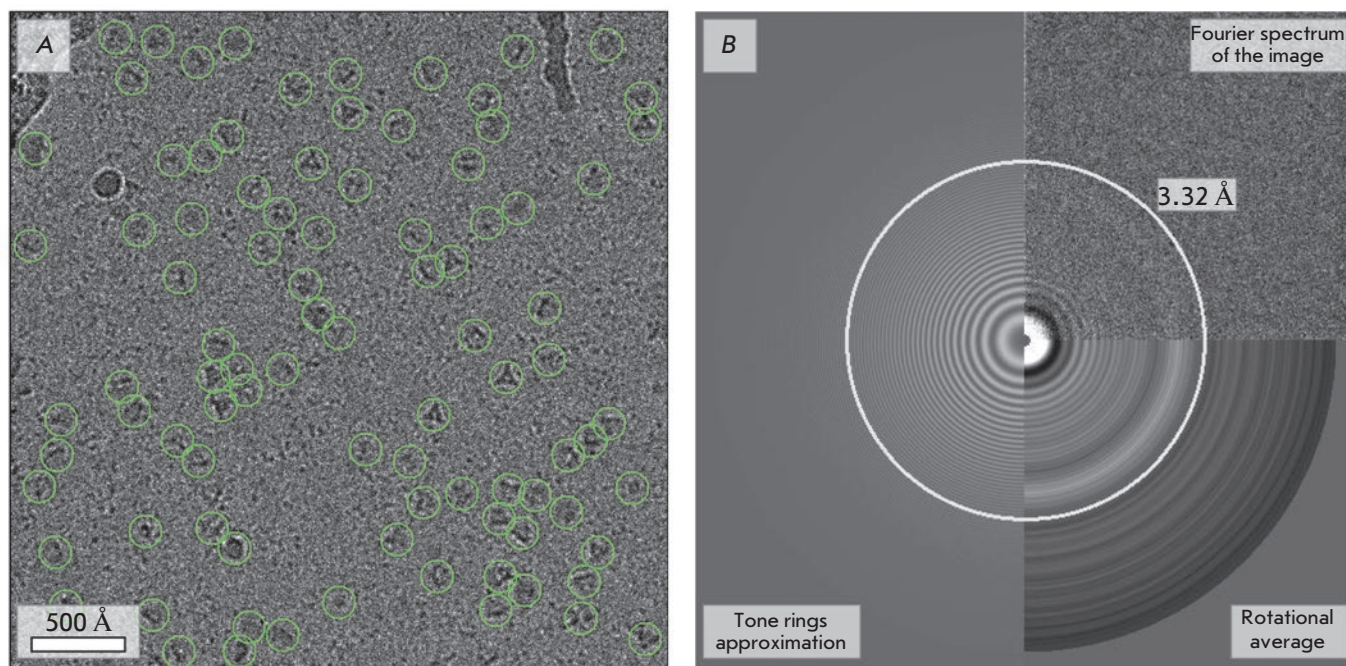 A
500 Å
B
Fourier spectrum
of the image
3.32 Å
Tone rings
approximation
Rotational
average